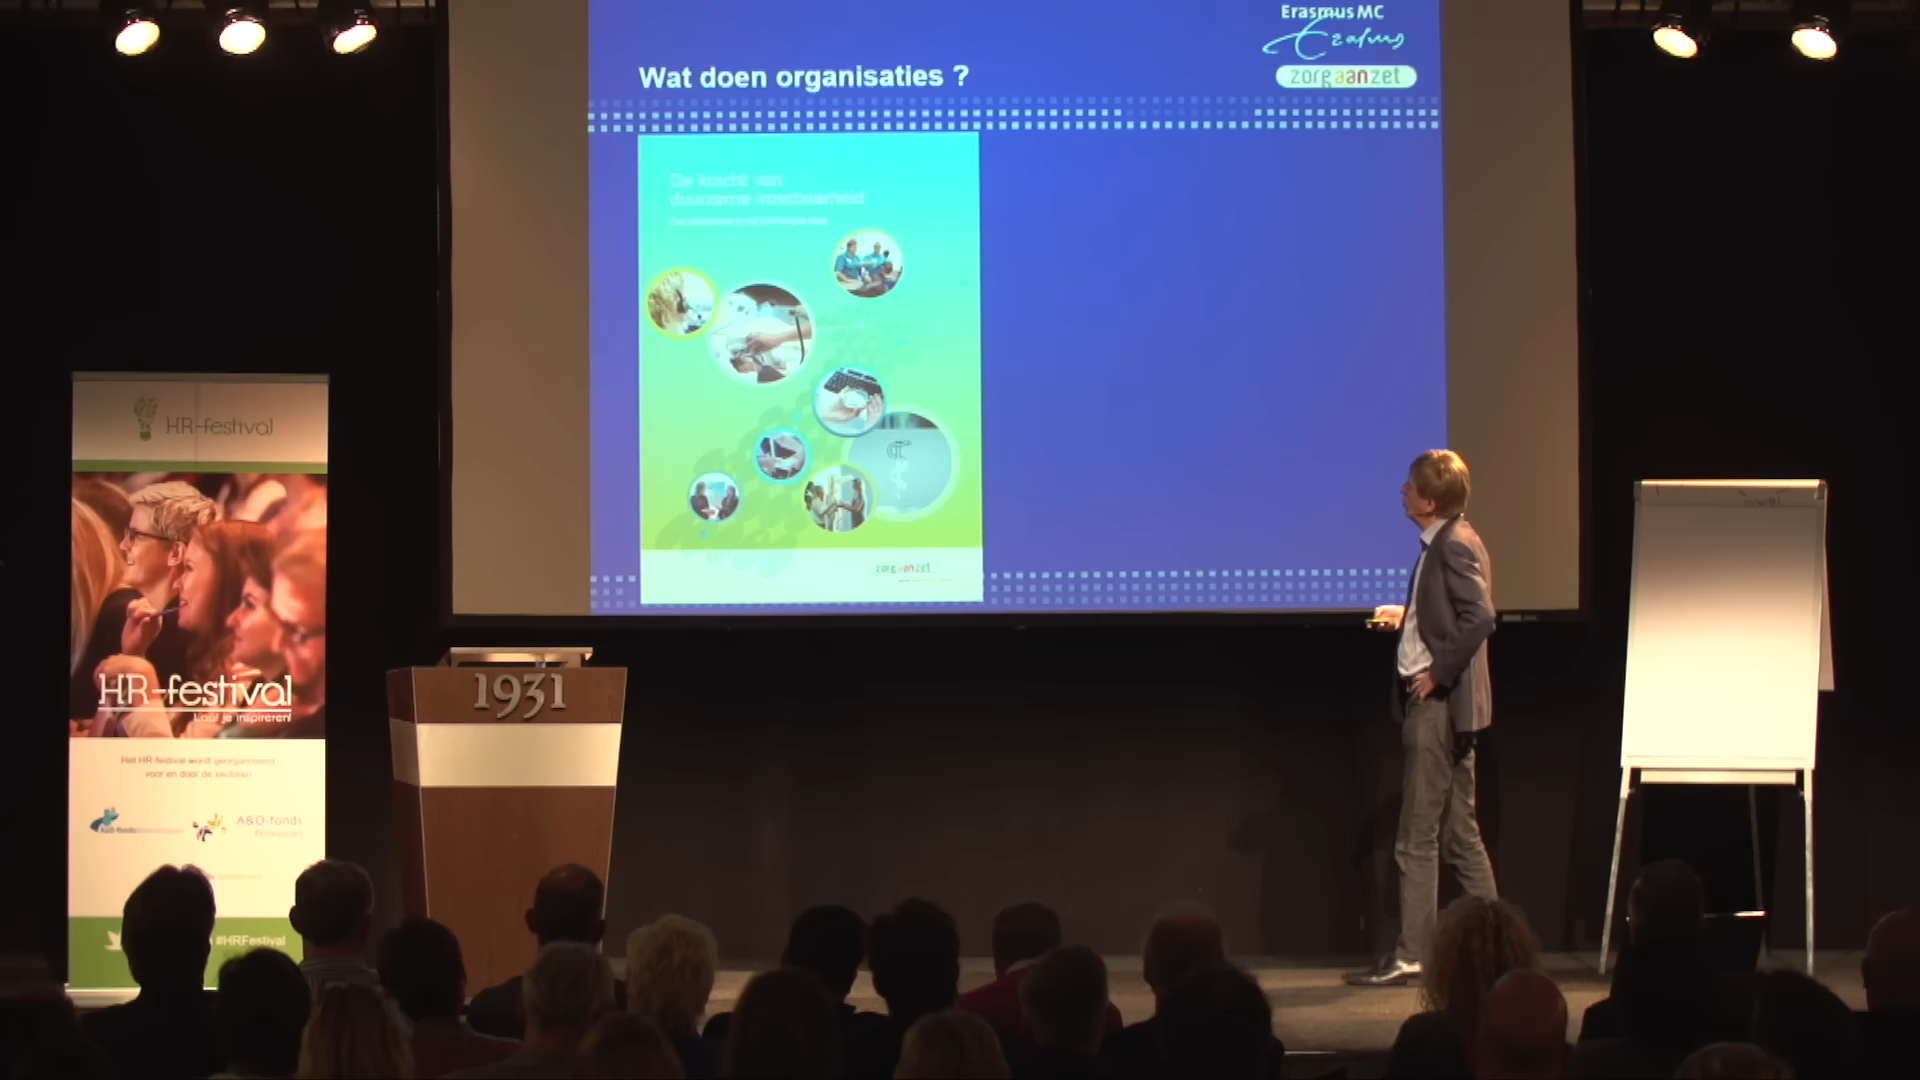 Erasmus MC
Erasmus
zorgaanzet
Wat doen organisaties ?
De kracht van
duurzame inzetbaarheid
zorgaanzet
HR-festival
HR-festival
Laat je inspireren!
Het HR-festival wordt georganiseerd
voor en door de sectoren
A&O-fonds
Provincies
#HRFestival
1931